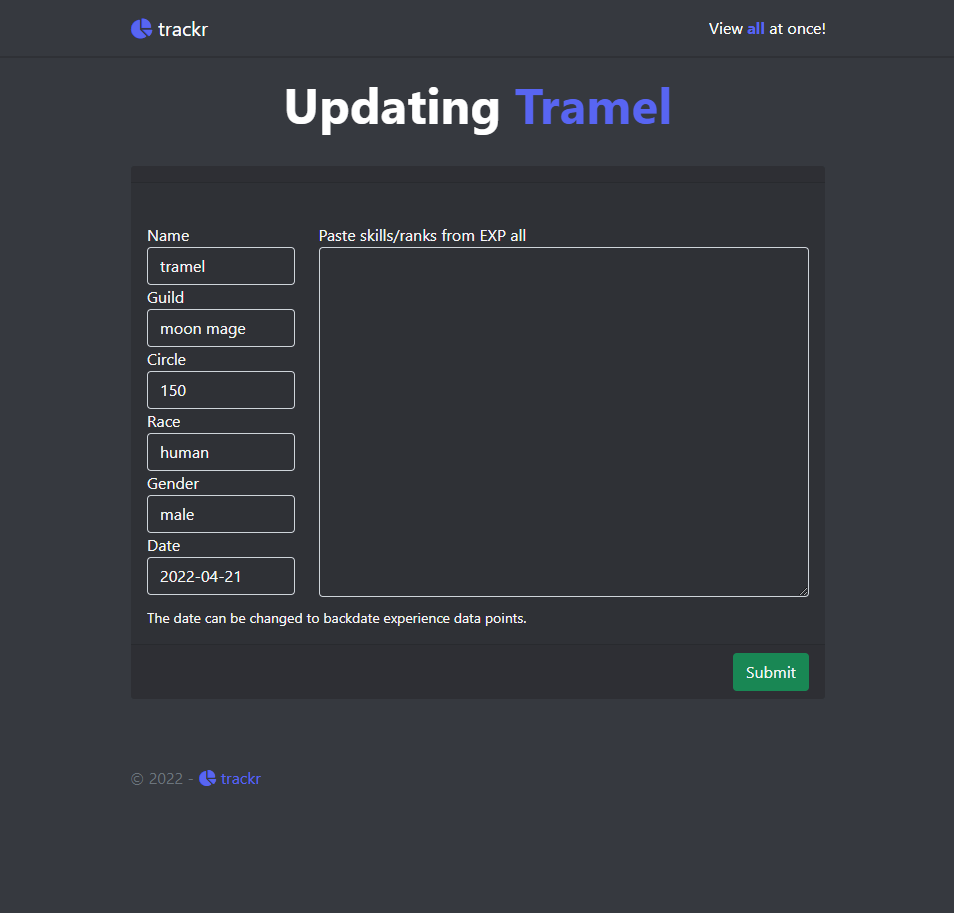 trackr
View all at once!
Updating Tramel
Name
tramel
Guild
moon mage
Circle
150
Race
human
Gender
male
Date
2022-04-21
Paste skills/ranks from EXP all
The date can be changed to backdate experience data points.
Submit
© 2022 - trackr